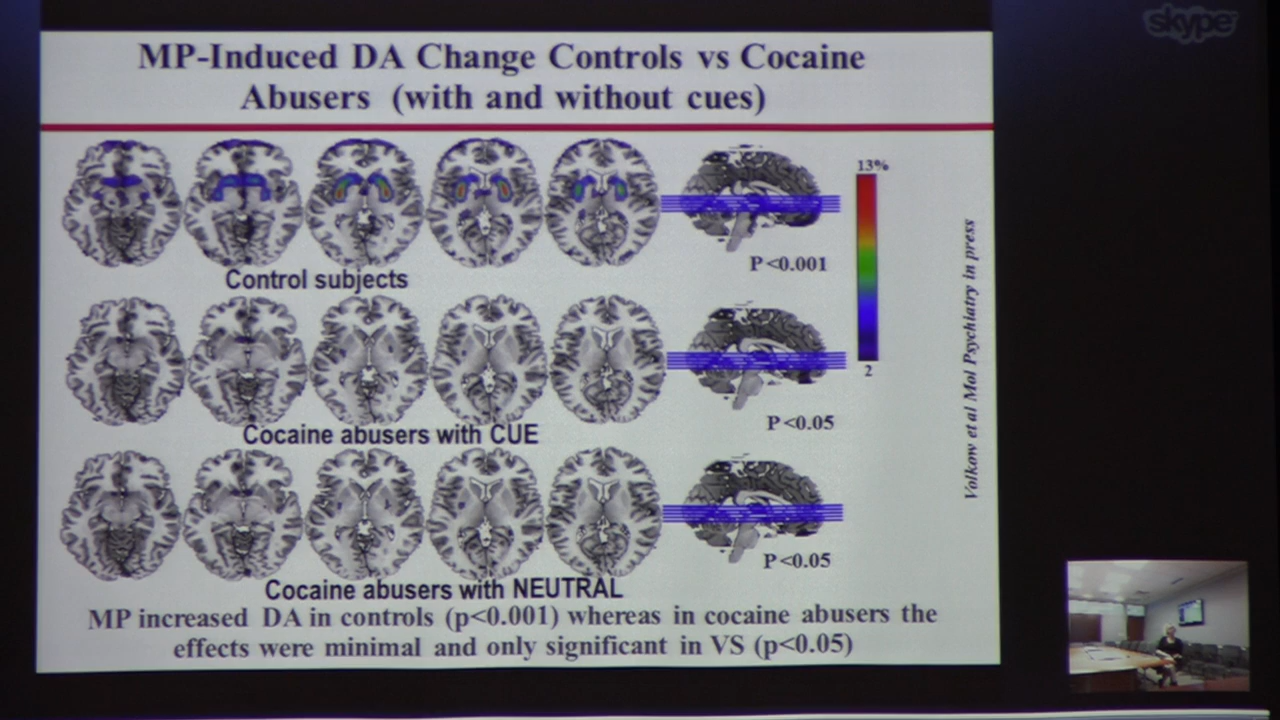 skype
MP-Induced DA Change Controls vs Cocaine
Abusers (with and without cues)
13%
P<0.001
Control subjects
2
Volkow et al Mol Psychiatry in press
P<0.05
Cocaine abusers with CUE
P<0.05
Cocaine abusers with NEUTRAL
MP increased DA in controls (p<0.001) whereas in cocaine abusers the
effects were minimal and only significant in VS (p<0.05)